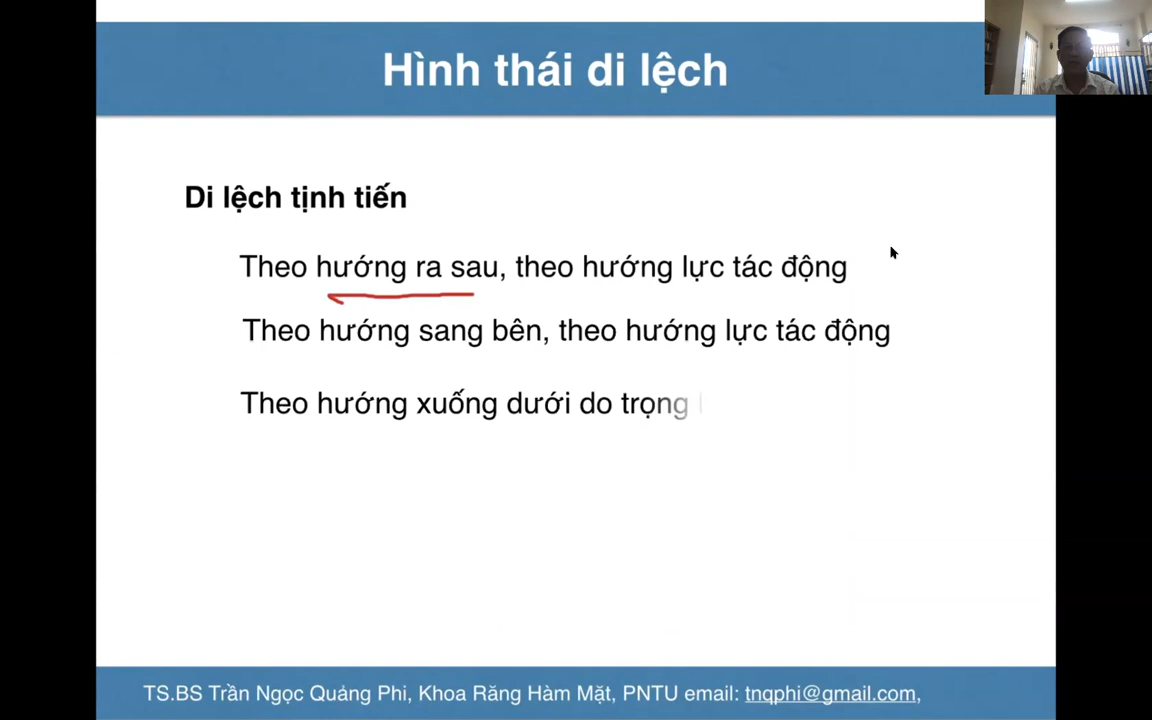 Hình thái di lệch
Di lệch tịnh tiến
Theo hướng ra sau, theo hướng lực tác động
Theo hướng sang bên, theo hướng lực tác động
Theo hướng xuống dưới do trọng
TS.BS Trần Ngọc Quảng Phi, Khoa Răng Hàm Mặt, PNTU email: tnqphi@gmail.com,